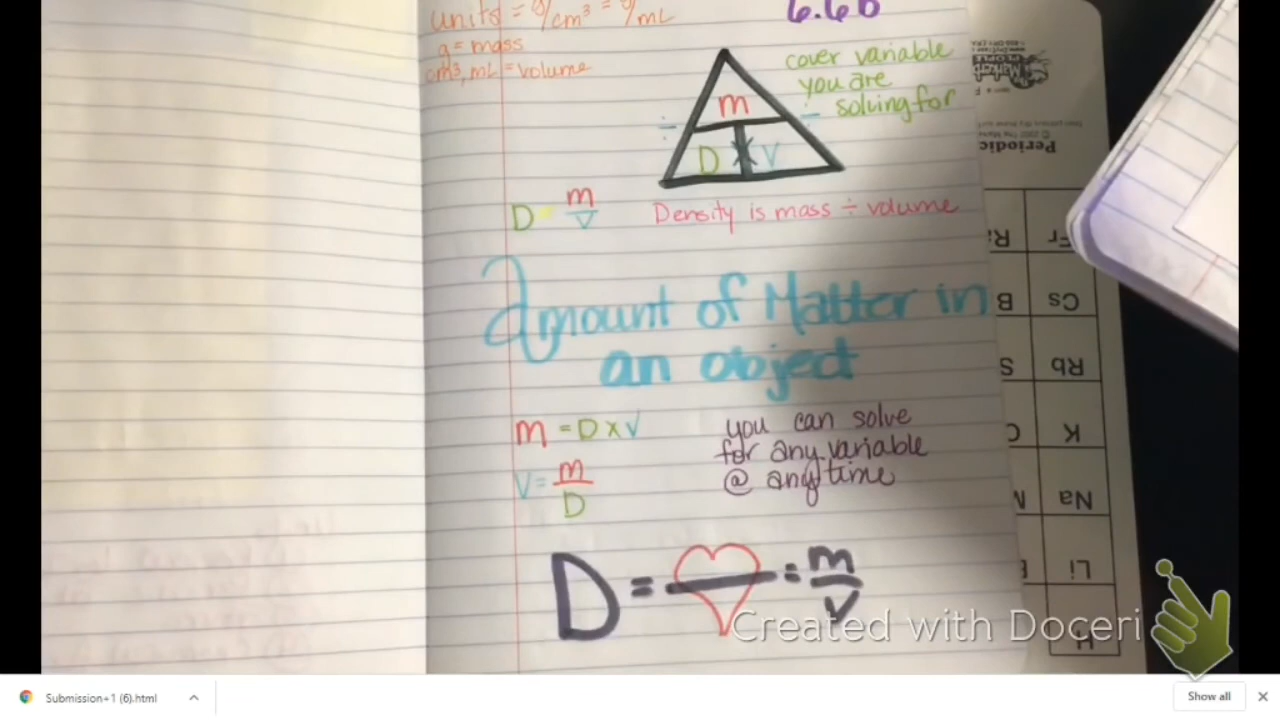 units = g/cm³ = g/mL
g = mass
cm³, mL = volume
6.6B
cover variable
you are
solving for
m
÷ ÷
D X V
D = m/V
Density is mass ÷ volume
Amount of Matter in
an object
m = D x V
V = m/D
you can solve
for any variable
@ any time
D = = m/v
Created with Doceri
PEOPLE
Periodic
Fr
Cs
B
Rb
S
K
C
Na
M
Li
H
Submission+1 (6).html
Show all